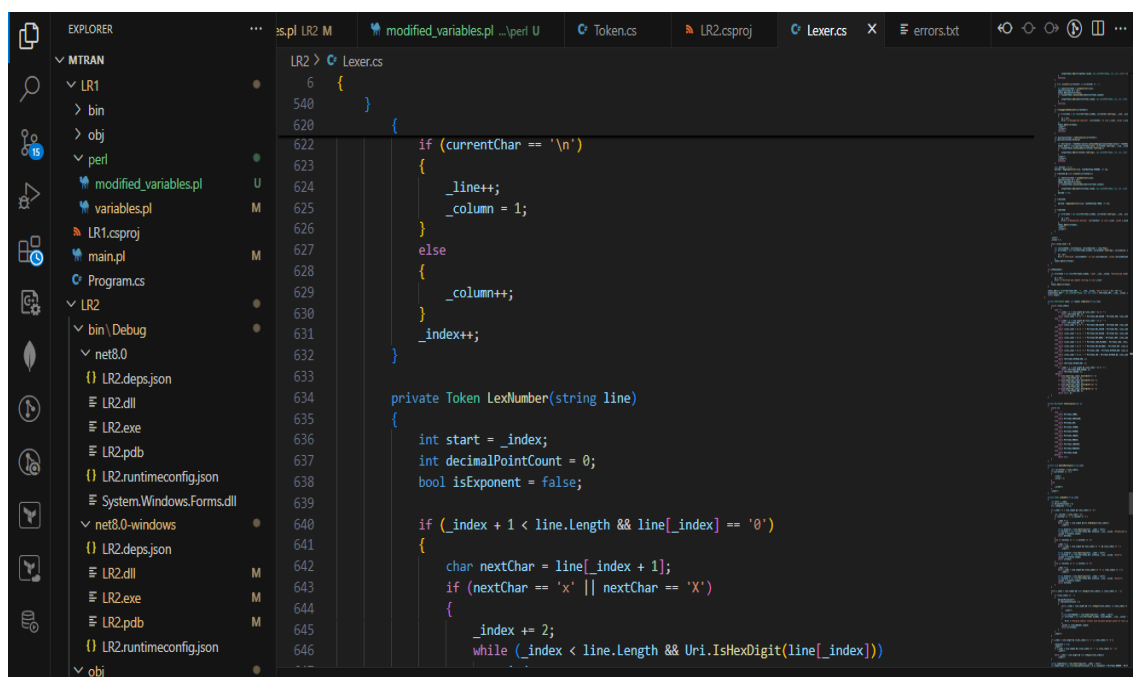 EXPLORER
MTRAN
LR1
bin
obj
perl
modified_variables.pl U
variables.pl M
LR1.csproj
main.pl M
Program.cs
LR2
bin\Debug
net8.0
LR2.deps.json
LR2.dll
LR2.exe
LR2.pdb
LR2.runtimeconfig.json
System.Windows.Forms.dll
net8.0-windows
LR2.deps.json
LR2.dll M
LR2.exe M
LR2.pdb M
LR2.runtimeconfig.json
obj
15
es.pl LR2 M
modified_variables.pl ...\perl U
Token.cs
LR2.csproj
Lexer.cs
errors.txt
LR2 > Lexer.cs
6 {
540 }
620 {
622 if (currentChar == '\n')
623 {
624 _line++;
625 _column = 1;
626 }
627 else
628 {
629 _column++;
630 }
631 _index++;
632 }
633
634 private Token LexNumber(string line)
635 {
636 int start = _index;
637 int decimalPointCount = 0;
638 bool isExponent = false;
639
640 if (_index + 1 < line.Length && line[_index] == '0')
641 {
642 char nextChar = line[_index + 1];
643 if (nextChar == 'x' || nextChar == 'X')
644 {
645 _index += 2;
646 while (_index < line.Length && Uri.IsHexDigit(line[_index]))